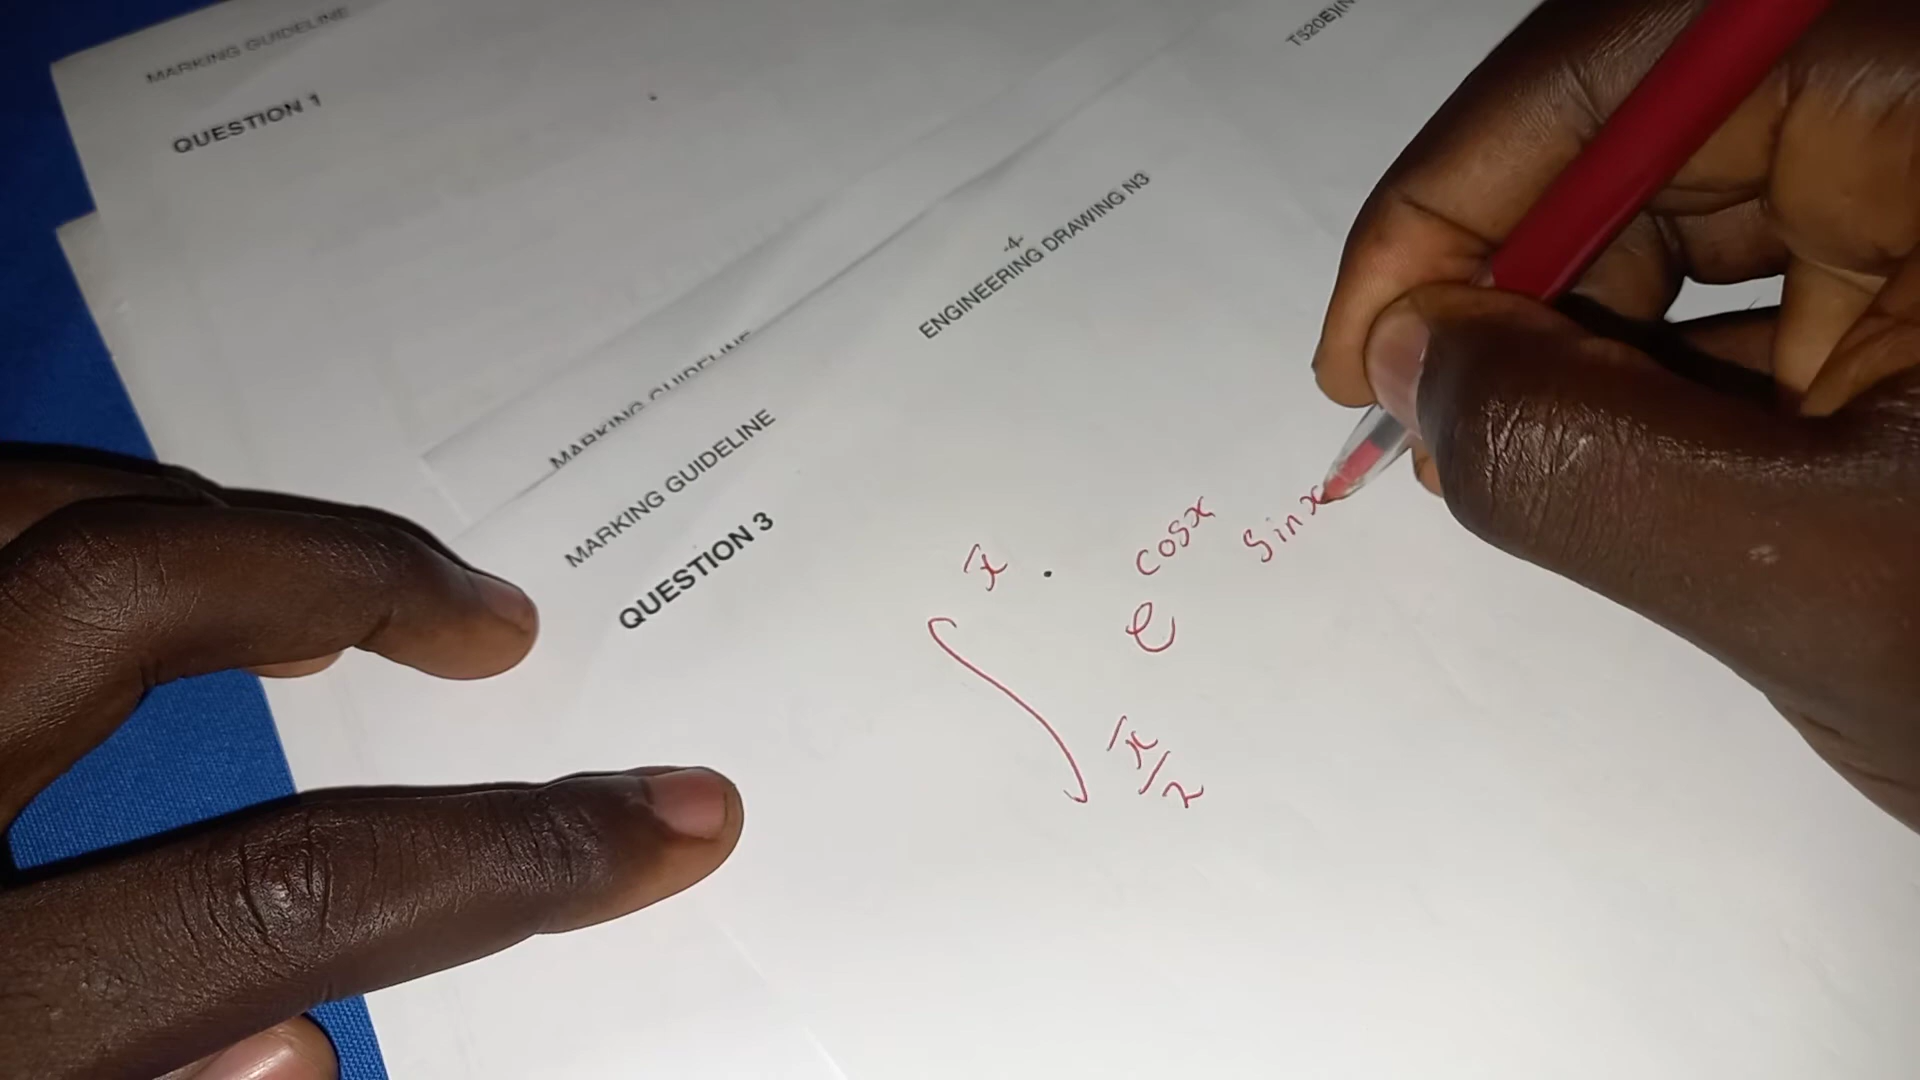 MARKING GUIDELINE
QUESTION 1
T520E)(N
-4-
ENGINEERING DRAWING N3
MARKING GUIDELINE
MARKING GUIDELINE
QUESTION 3
∫_{π/2}^{π} e^{cosx} sinx